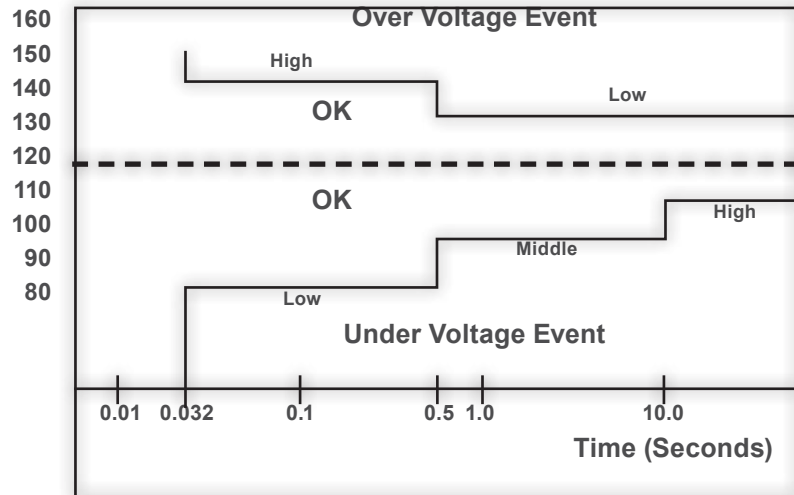 160
Over Voltage Event
150
High
140
Low
OK
130
120
110
OK
High
100
Middle
90
80
Low
Under Voltage Event
0.01 0.032 0.1 0.5 1.0 10.0
Time (Seconds)